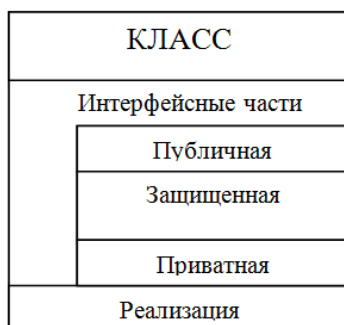 КЛАСС
Интерфейсные части
Публичная
Защищенная
Приватная
Реализация